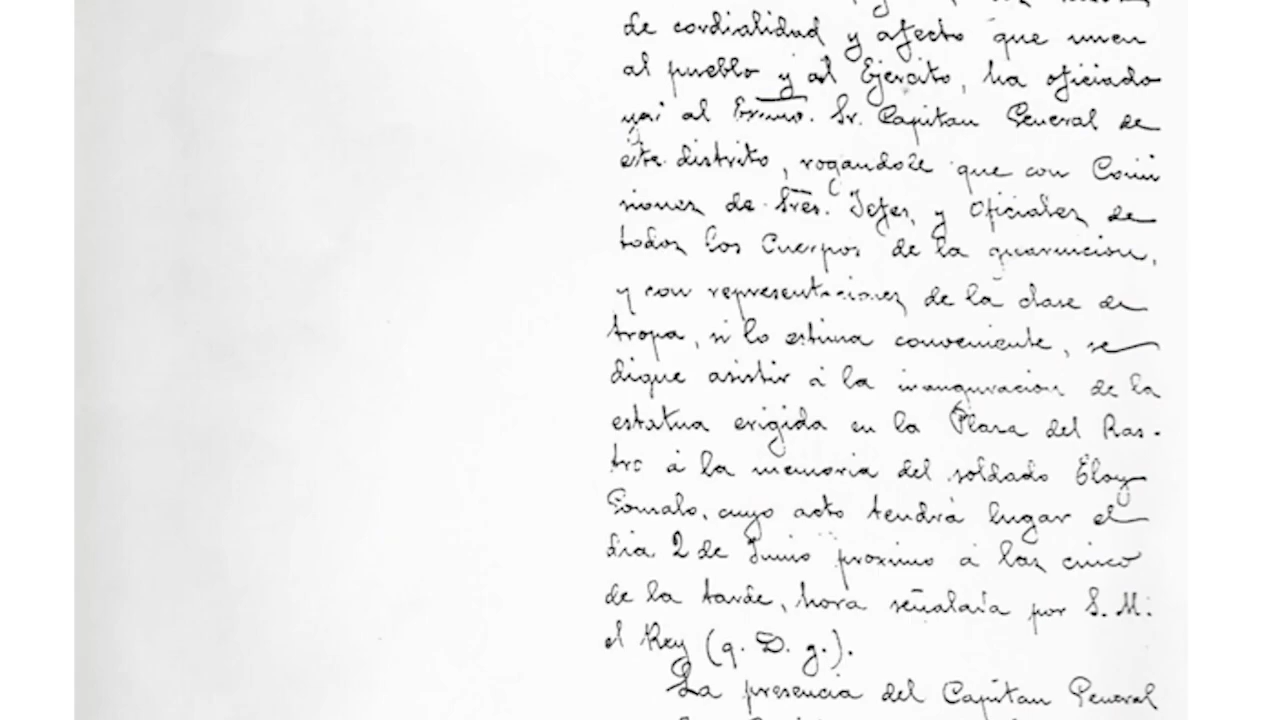 de cordialidad y afecto que unen
al pueblo y al Ejercito, ha oficiado
ya al Excmo. Sr. Capitan General de
este distrito, rogandole que con Comi
siones de Sres. Jefes, y Oficiales de
todos los Cuerpos de la guarnicion,
y con representaciones de la clase de
tropa, si lo estima conveniente, se
digne asistir á la inauguracion de la
estatua erigida en la Plaza del Ras-
tro á la memoria del soldado Eloy
Gonzalo, cuyo acto tendrá lugar el
dia 2 de Junio proximo á las cinco
de la tarde, hora señalada por S. M.
el Rey (q. D. g.).
La presencia del Capitan General